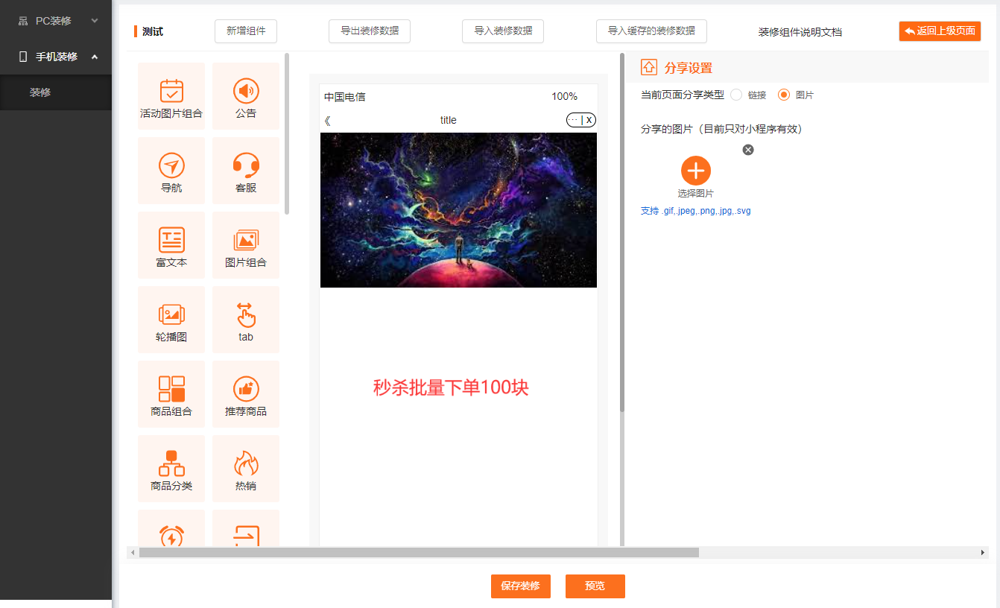 PC装修
手机装修
装修
测试
新增组件
导出装修数据
导入装修数据
导入缓存的装修数据
装修组件说明文档
返回上级页面
活动图片组合
公告
导航
客服
富文本
图片组合
轮播图
tab
商品组合
推荐商品
商品分类
热销
中国电信
100%
《
title
··· | X
秒杀批量下单100块
分享设置
当前页面分享类型
链接
图片
分享的图片（目前只对小程序有效）
选择图片
支持 .gif,.jpeg,.png,.jpg,.svg
保存装修
预览